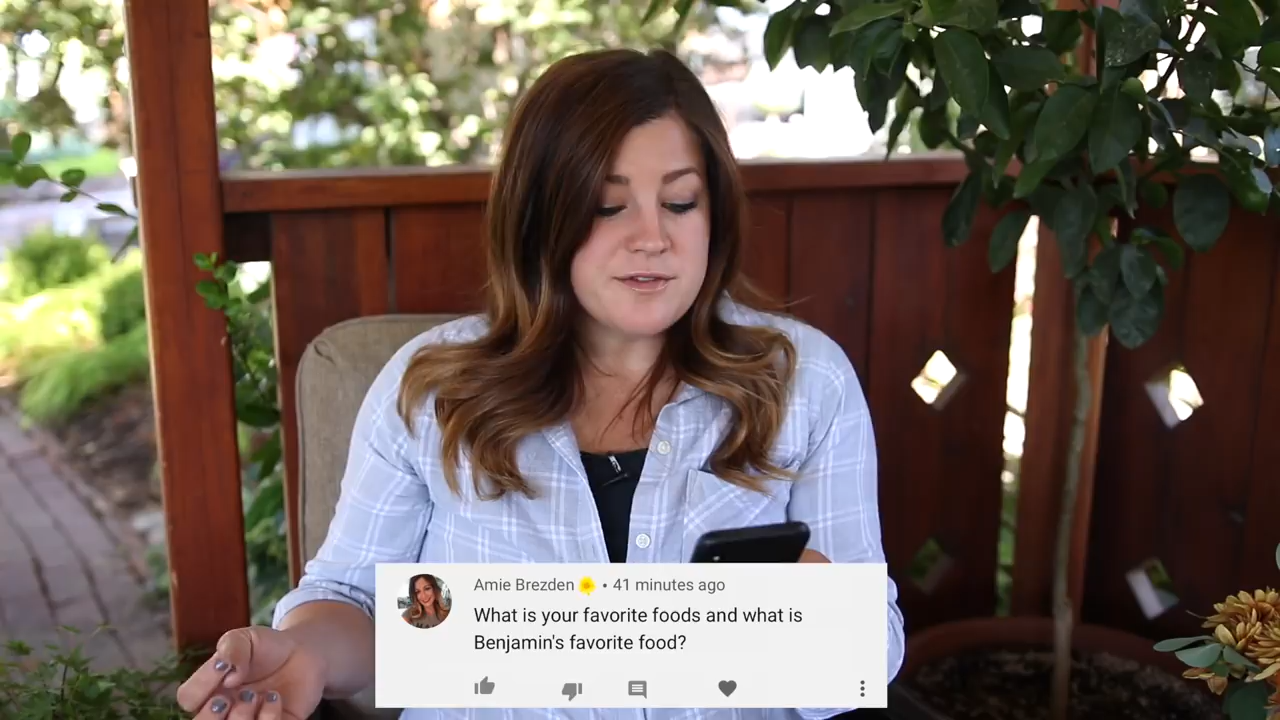 Amie Brezden 🌼 • 41 minutes ago
What is your favorite foods and what is
Benjamin's favorite food?